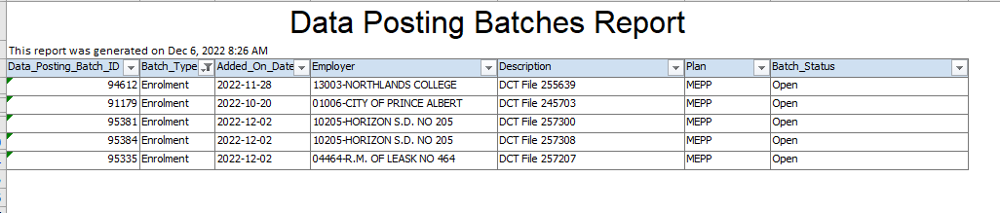 Data Posting Batches Report
This report was generated on Dec 6, 2022 8:26 AM
Data_Posting_Batch_ID Batch_Type Added_On_Date Employer Description Plan Batch_Status
94612 Enrolment 2022-11-28 13003-NORTHLANDS COLLEGE DCT File 255639 MEPP Open
91179 Enrolment 2022-10-20 01006-CITY OF PRINCE ALBERT DCT File 245703 MEPP Open
95381 Enrolment 2022-12-02 10205-HORIZON S.D. NO 205 DCT File 257300 MEPP Open
95384 Enrolment 2022-12-02 10205-HORIZON S.D. NO 205 DCT File 257308 MEPP Open
95335 Enrolment 2022-12-02 04464-R.M. OF LEASK NO 464 DCT File 257207 MEPP Open